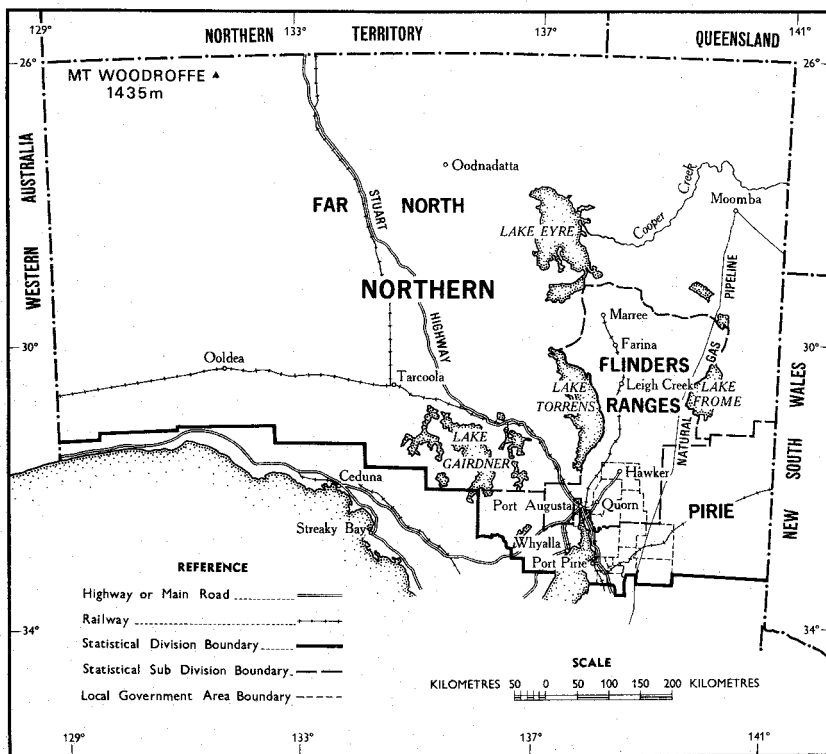 129°
133°
137°
141°
NORTHERN TERRITORY
QUEENSLAND
26°
26°
MT WOODROFFE ▲
1435m
WESTERN AUSTRALIA
Oodnadatta
Cooper Creek
Moomba
FAR NORTH
STUART HIGHWAY
LAKE EYRE
NORTHERN
NATURAL GAS PIPELINE
Marree
30°
30°
Farina
Ooldea
FLINDERS
RANGES
Leigh Creek
Tarcoola
LAKE
TORRENS
LAKE
FROME
NEW SOUTH WALES
LAKE
GAIRDNER
Hawker
Ceduna
Port Augusta
Quorn
PIRIE
Streaky Bay
Whyalla
Port Pirie
REFERENCE
Highway or Main Road
Railway
Statistical Division Boundary
Statistical Sub Division Boundary
Local Government Area Boundary
34°
34°
SCALE
KILOMETRES 50 0 50 100 150 200 KILOMETRES
129°
133°
137°
141°